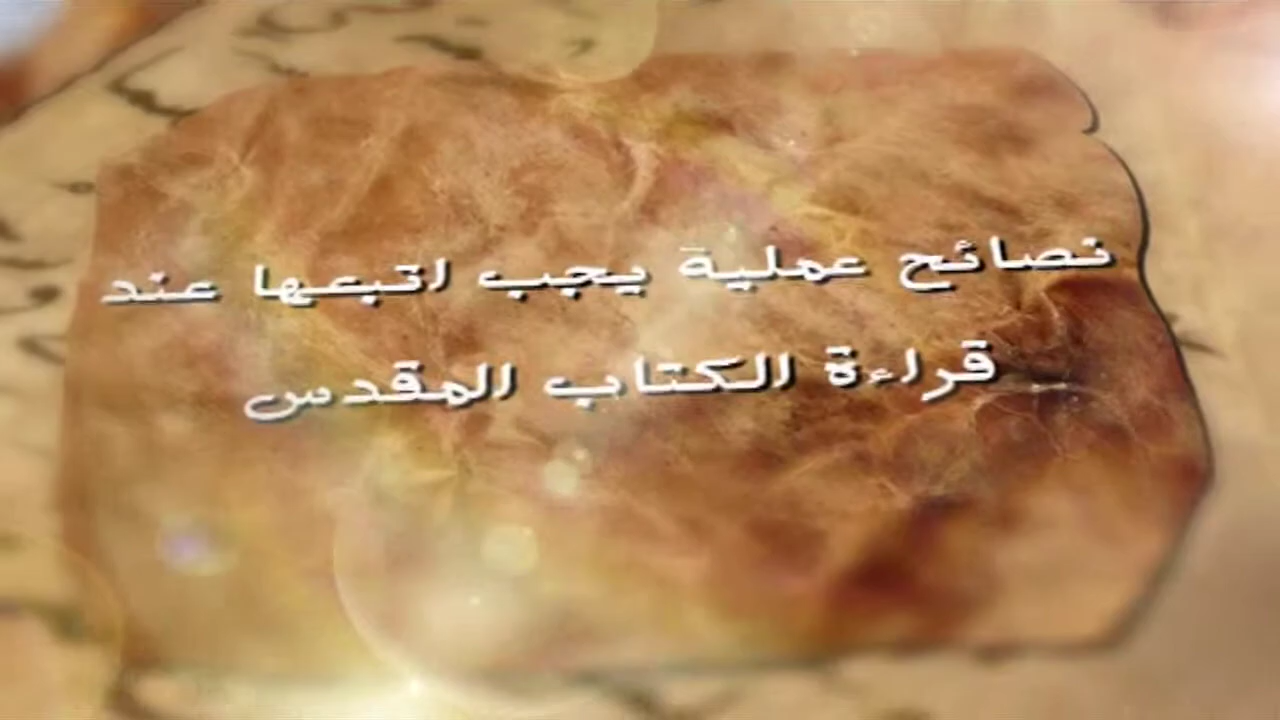 نصائح عملية يجب اتبعها عند
قراءة الكتاب المقدس